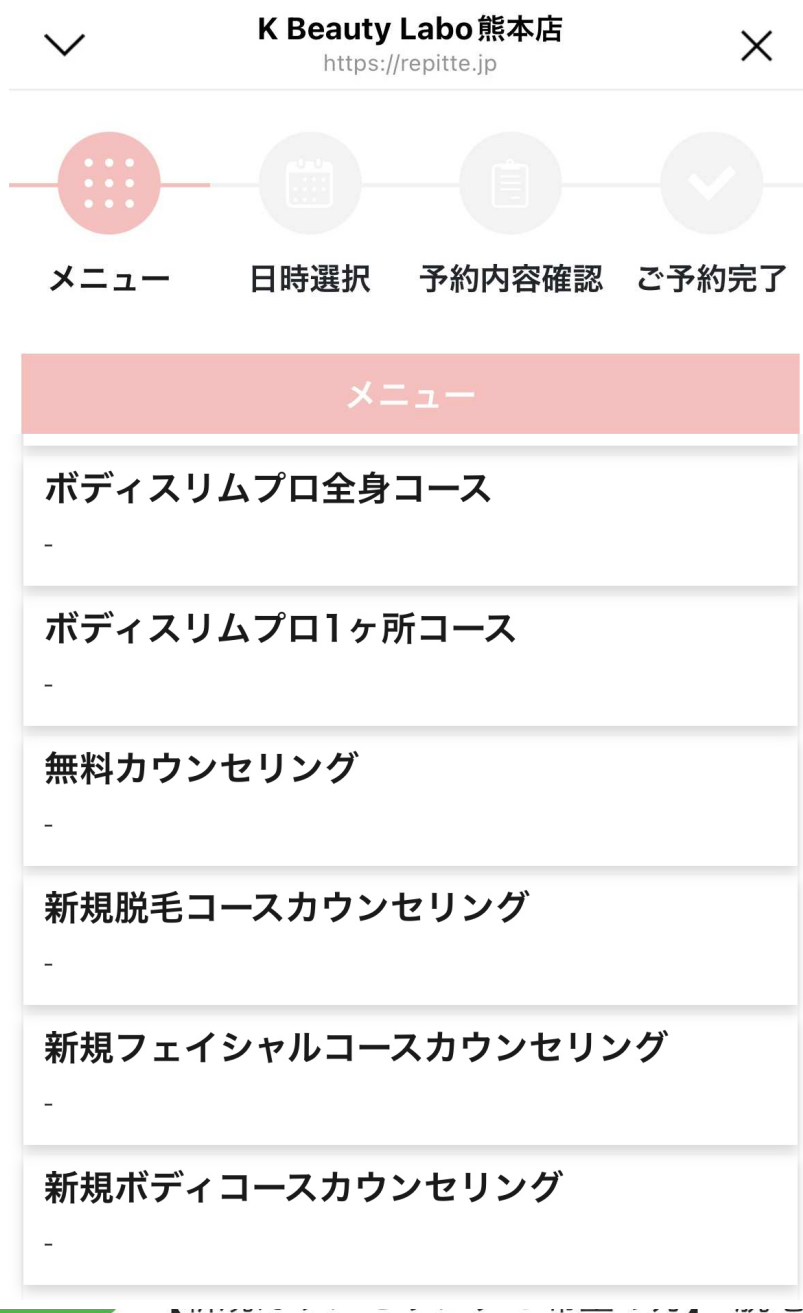 K Beauty Labo熊本店
https://repitte.jp
メニュー
日時選択
予約内容確認
ご予約完了
メニュー
ボディスリムプロ全身コース
-
ボディスリムプロ1ヶ所コース
-
無料カウンセリング
-
新規脱毛コースカウンセリング
-
新規フェイシャルコースカウンセリング
-
新規ボディコースカウンセリング
-